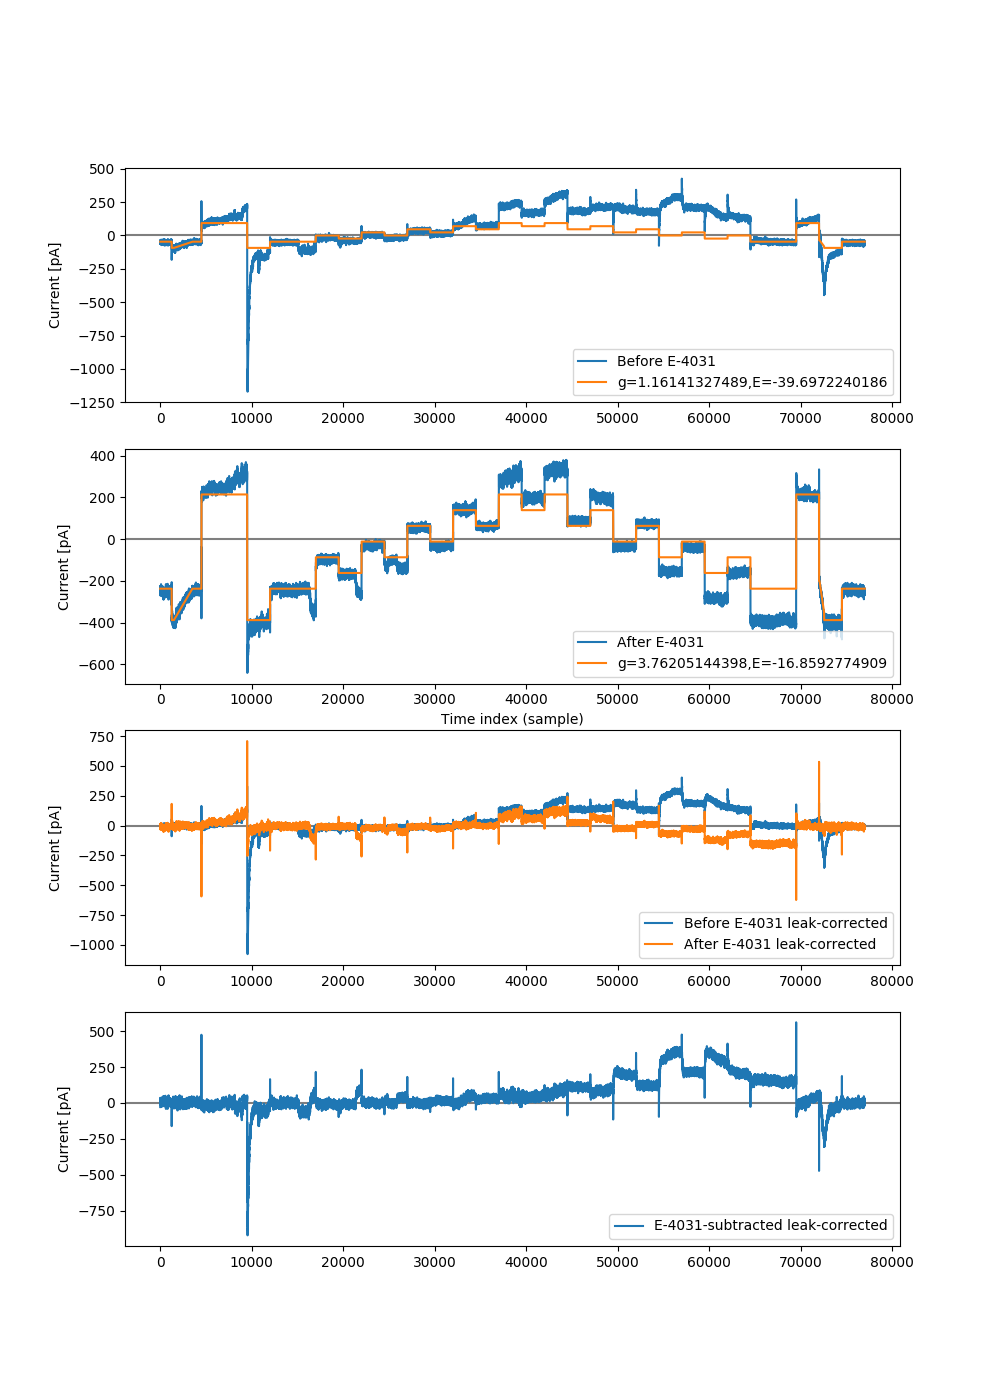 500
250
0
−250
−500
−750
−1000
−1250
Current [pA]
Before E-4031
g=1.16141327489,E=-39.6972240186
0 10000 20000 30000 40000 50000 60000 70000 80000
400
200
0
−200
−400
−600
Current [pA]
After E-4031
g=3.76205144398,E=-16.8592774909
0 10000 20000 30000 40000 50000 60000 70000 80000
Time index (sample)
750
500
250
0
−250
−500
−750
−1000
Current [pA]
Before E-4031 leak-corrected
After E-4031 leak-corrected
0 10000 20000 30000 40000 50000 60000 70000 80000
500
250
0
−250
−500
−750
Current [pA]
E-4031-subtracted leak-corrected
0 10000 20000 30000 40000 50000 60000 70000 80000